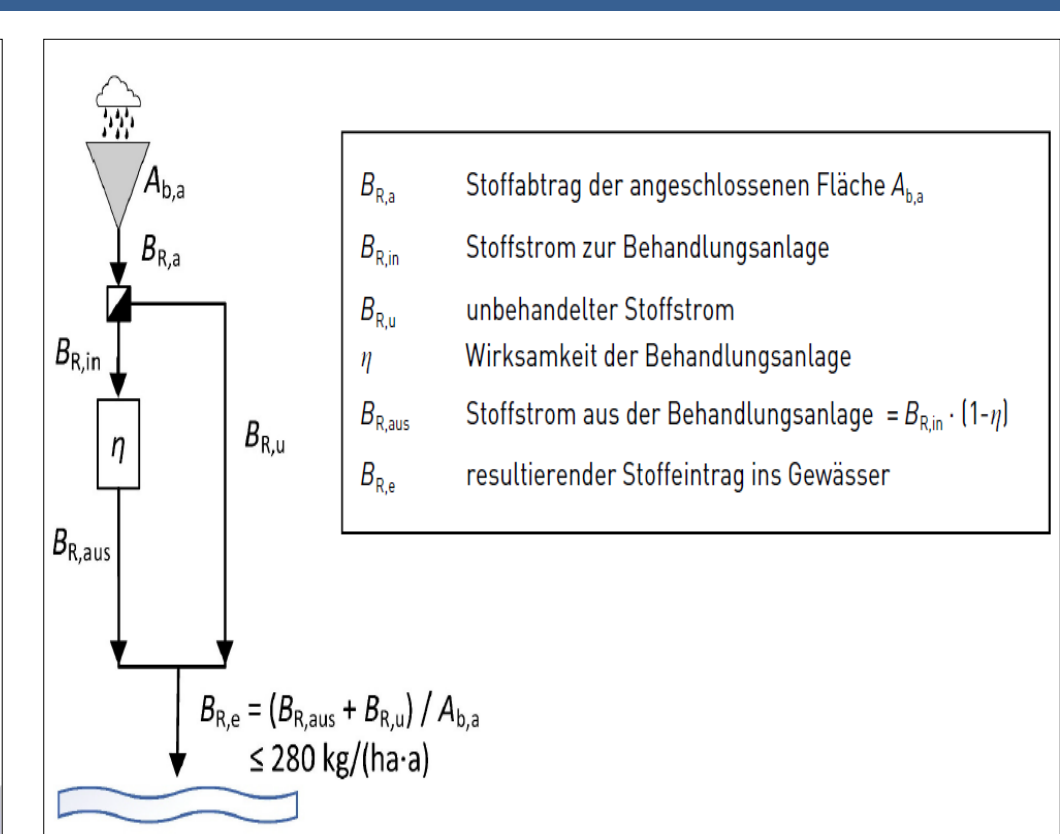 A_b,a
B_R,a
B_R,in
η
B_R,u
B_R,aus
B_R,e = (B_R,aus + B_R,u) / A_b,a
≤ 280 kg/(ha·a)
B_R,a Stoffabtrag der angeschlossenen Fläche A_b,a
B_R,in Stoffstrom zur Behandlungsanlage
B_R,u unbehandelter Stoffstrom
η Wirksamkeit der Behandlungsanlage
B_R,aus Stoffstrom aus der Behandlungsanlage = B_R,in · (1-η)
B_R,e resultierender Stoffeintrag ins Gewässer